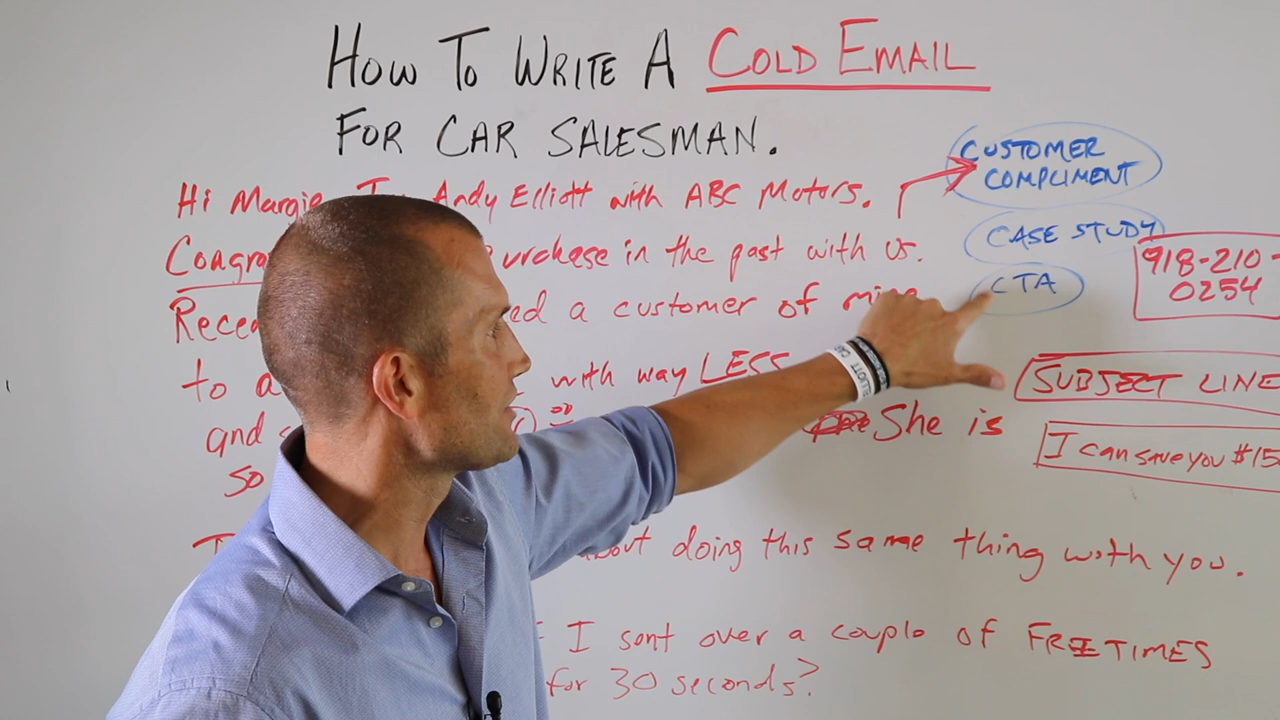 HOW TO WRITE A COLD EMAIL
FOR CAR SALESMAN.
CUSTOMER
COMPLIMENT
Hi Margie Andy Elliott with ABC Motors.
CASE STUDY
urchase in the past with us.
918-210-
0254
CTA
ed a customer of mine
to a with way LESS
SUBJECT LINE
and She is
I can save you $15
so
about doing this same thing with you.
I sent over a couple of FREE TIMES
for 30 seconds?
ELLIOTT